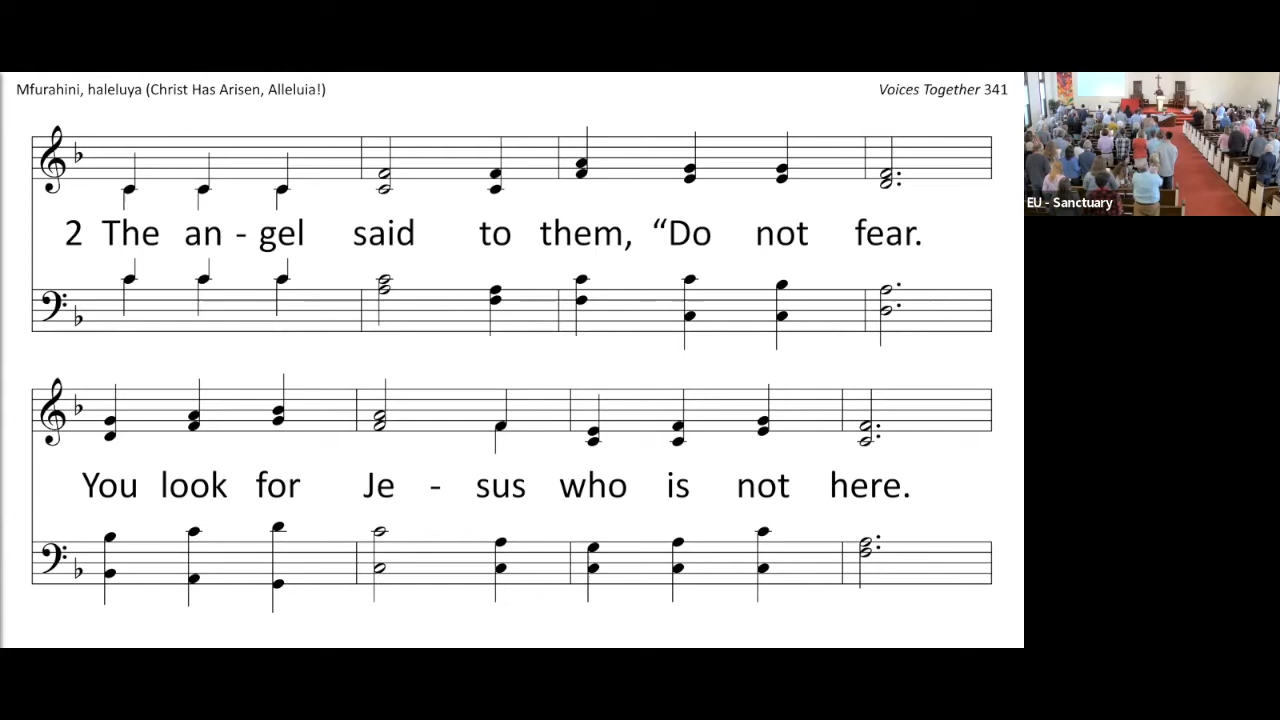 Mfurahini, haleluya (Christ Has Arisen, Alleluia!)
Voices Together 341
2 The an - gel said to them, “Do not fear.
You look for Je - sus who is not here.
EU - Sanctuary